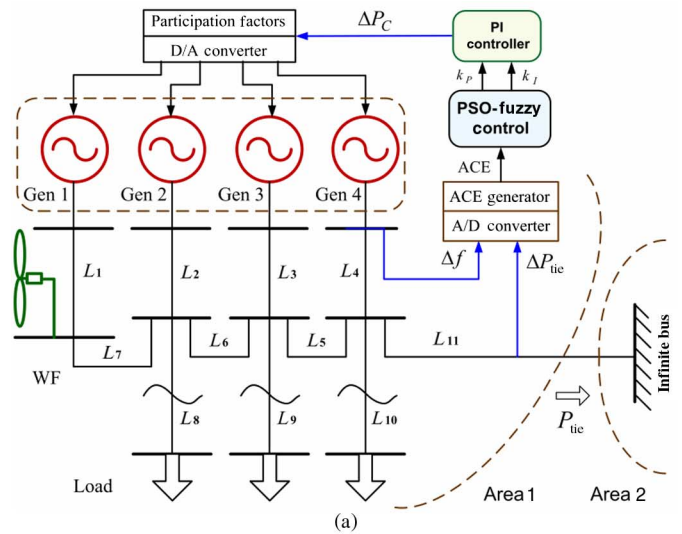 Participation factors
D/A converter
ΔP_C
PI
controller
k_P
k_I
PSO-fuzzy
control
ACE
ACE generator
A/D converter
Gen 1
Gen 2
Gen 3
Gen 4
Δf
ΔP_tie
L1
L2
L3
L4
L7
L6
L5
L11
WF
L8
L9
L10
P_tie
Infinite bus
Load
Area 1
Area 2
(a)